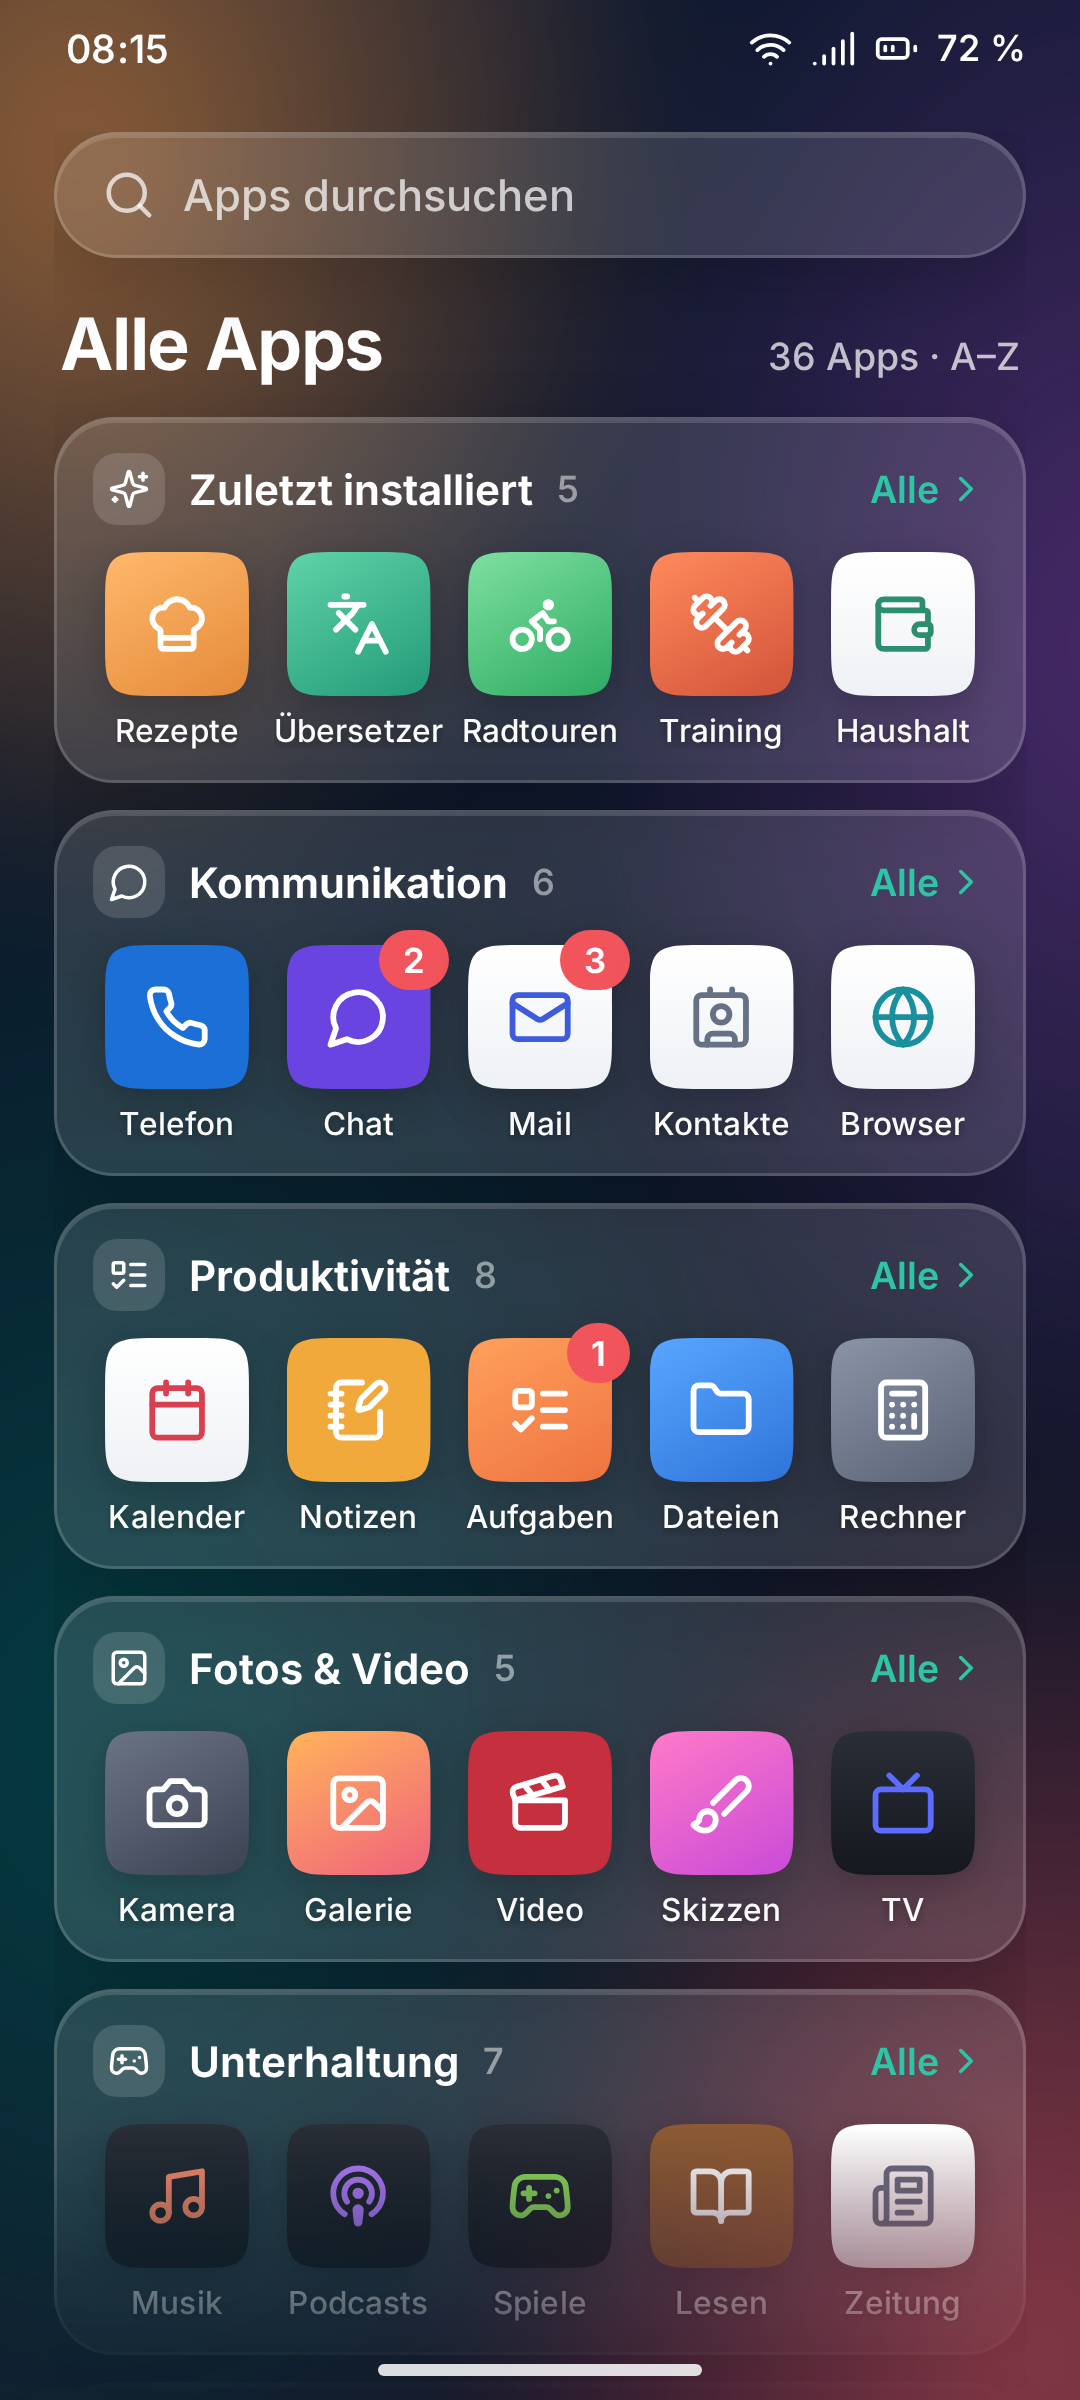 08:15
72 %
Apps durchsuchen
Alle Apps
36 Apps · A–Z
Zuletzt installiert 5
Alle
Rezepte Übersetzer Radtouren Training Haushalt
Kommunikation 6
Alle
2 3
Telefon Chat Mail Kontakte Browser
Produktivität 8
Alle
1
Kalender Notizen Aufgaben Dateien Rechner
Fotos & Video 5
Alle
Kamera Galerie Video Skizzen TV
Unterhaltung 7
Alle
Musik Podcasts Spiele Lesen Zeitung